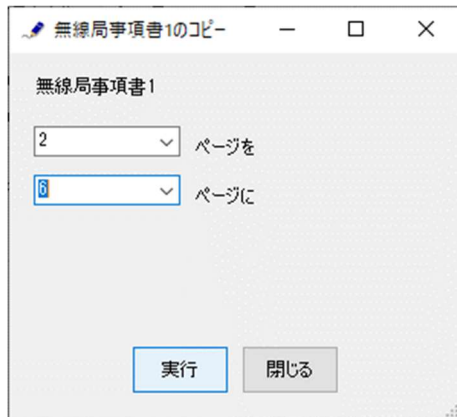 無線局事項書1のコピー
無線局事項書1
2 ページを
6 ページに
実行 閉じる